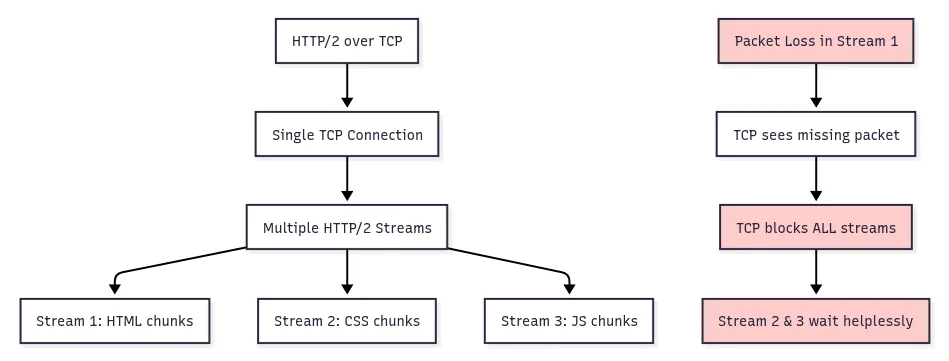 HTTP/2 over TCP
Single TCP Connection
Multiple HTTP/2 Streams
Stream 1: HTML chunks
Stream 2: CSS chunks
Stream 3: JS chunks
Packet Loss in Stream 1
TCP sees missing packet
TCP blocks ALL streams
Stream 2 & 3 wait helplessly